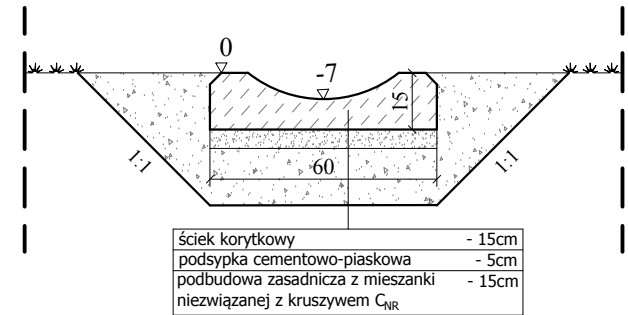 0
-7
15
1:1
1:1
60
ściek korytkowy - 15cm
podsypka cementowo-piaskowa - 5cm
podbudowa zasadnicza z mieszanki - 15cm
niezwiązanej z kruszywem CNR